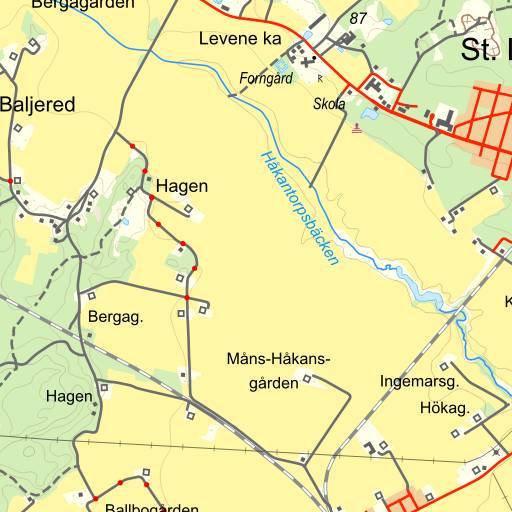 Bergagården
87
Levene ka
St. L
Forngård
Skola
Baljered
Håkantorpsbäcken
Hagen
K
Bergag.
Måns-Håkans-
gården
Ingemarsg.
Hökag.
Hagen
Ballbogården